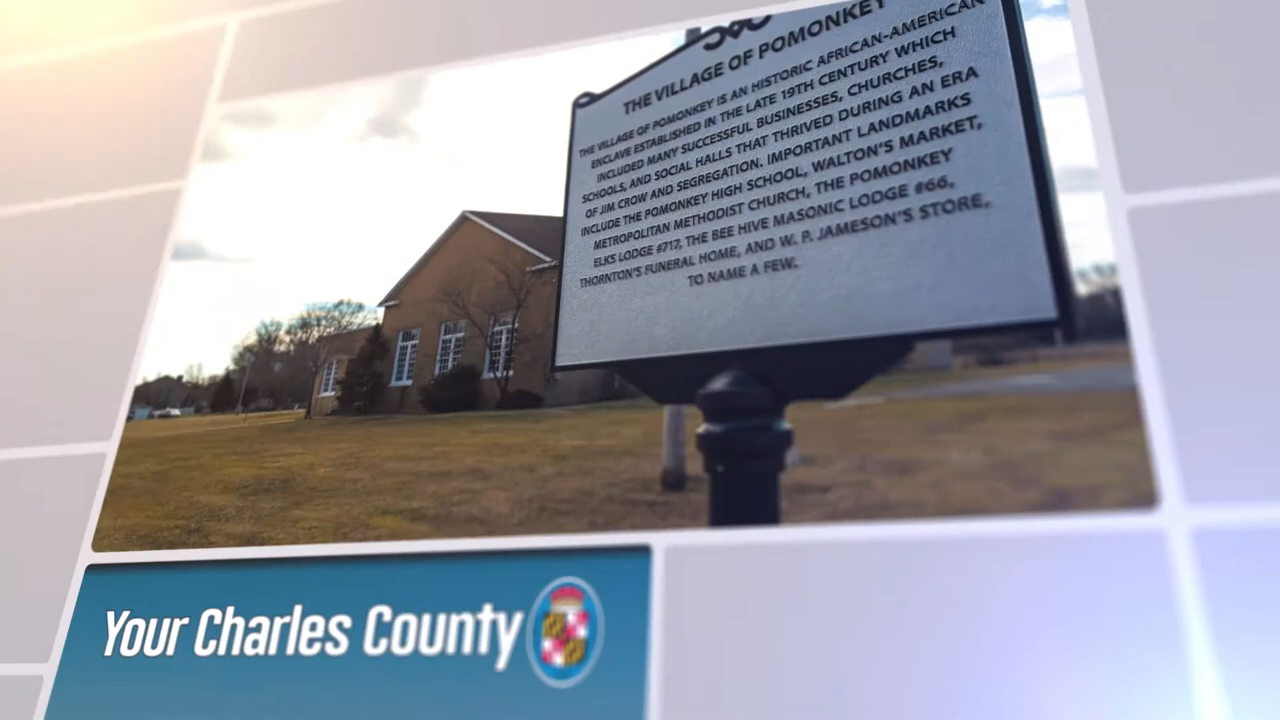 THE VILLAGE OF POMONKEY
THE VILLAGE OF POMONKEY IS AN HISTORIC AFRICAN-AMERICAN
ENCLAVE ESTABLISHED IN THE LATE 19TH CENTURY WHICH
INCLUDED MANY SUCCESSFUL BUSINESSES, CHURCHES,
SCHOOLS, AND SOCIAL HALLS THAT THRIVED DURING AN ERA
OF JIM CROW AND SEGREGATION. IMPORTANT LANDMARKS
INCLUDE THE POMONKEY HIGH SCHOOL, WALTON'S MARKET,
METROPOLITAN METHODIST CHURCH, THE POMONKEY
ELKS LODGE #717, THE BEE HIVE MASONIC LODGE #66,
THORNTON'S FUNERAL HOME, AND W. P. JAMESON'S STORE,
TO NAME A FEW.
Your Charles County